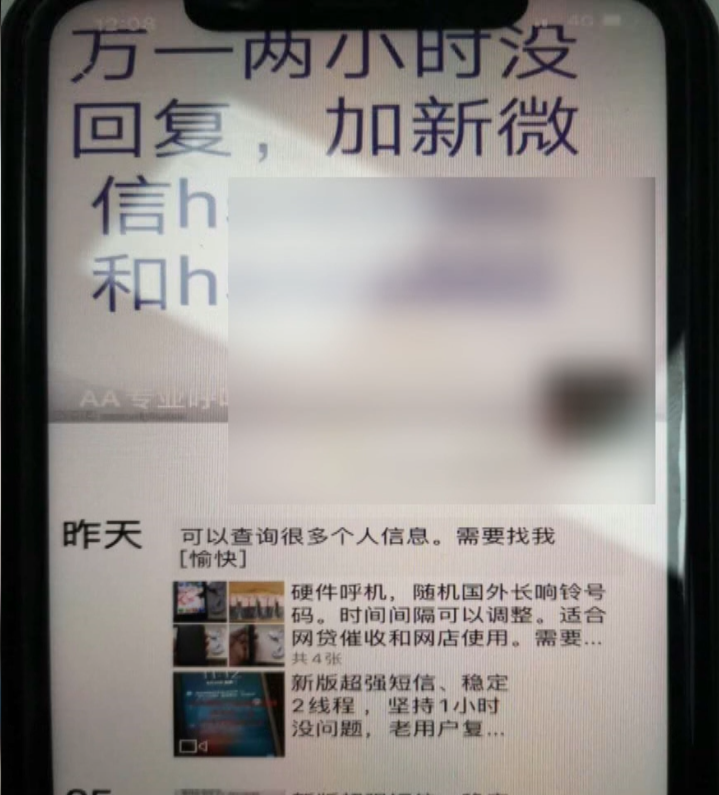 12:08
4G
万一两小时没
回复，加新微
信h
和h
AA 专业呼
昨天
可以查询很多个人信息。需要找我
[愉快]
硬件呼机，随机国外长响铃号
码。时间间隔可以调整。适合
网贷催收和网店使用。需要...
共4张
11:12
新版超强短信、稳定
2线程，坚持1小时
没问题，老用户复...